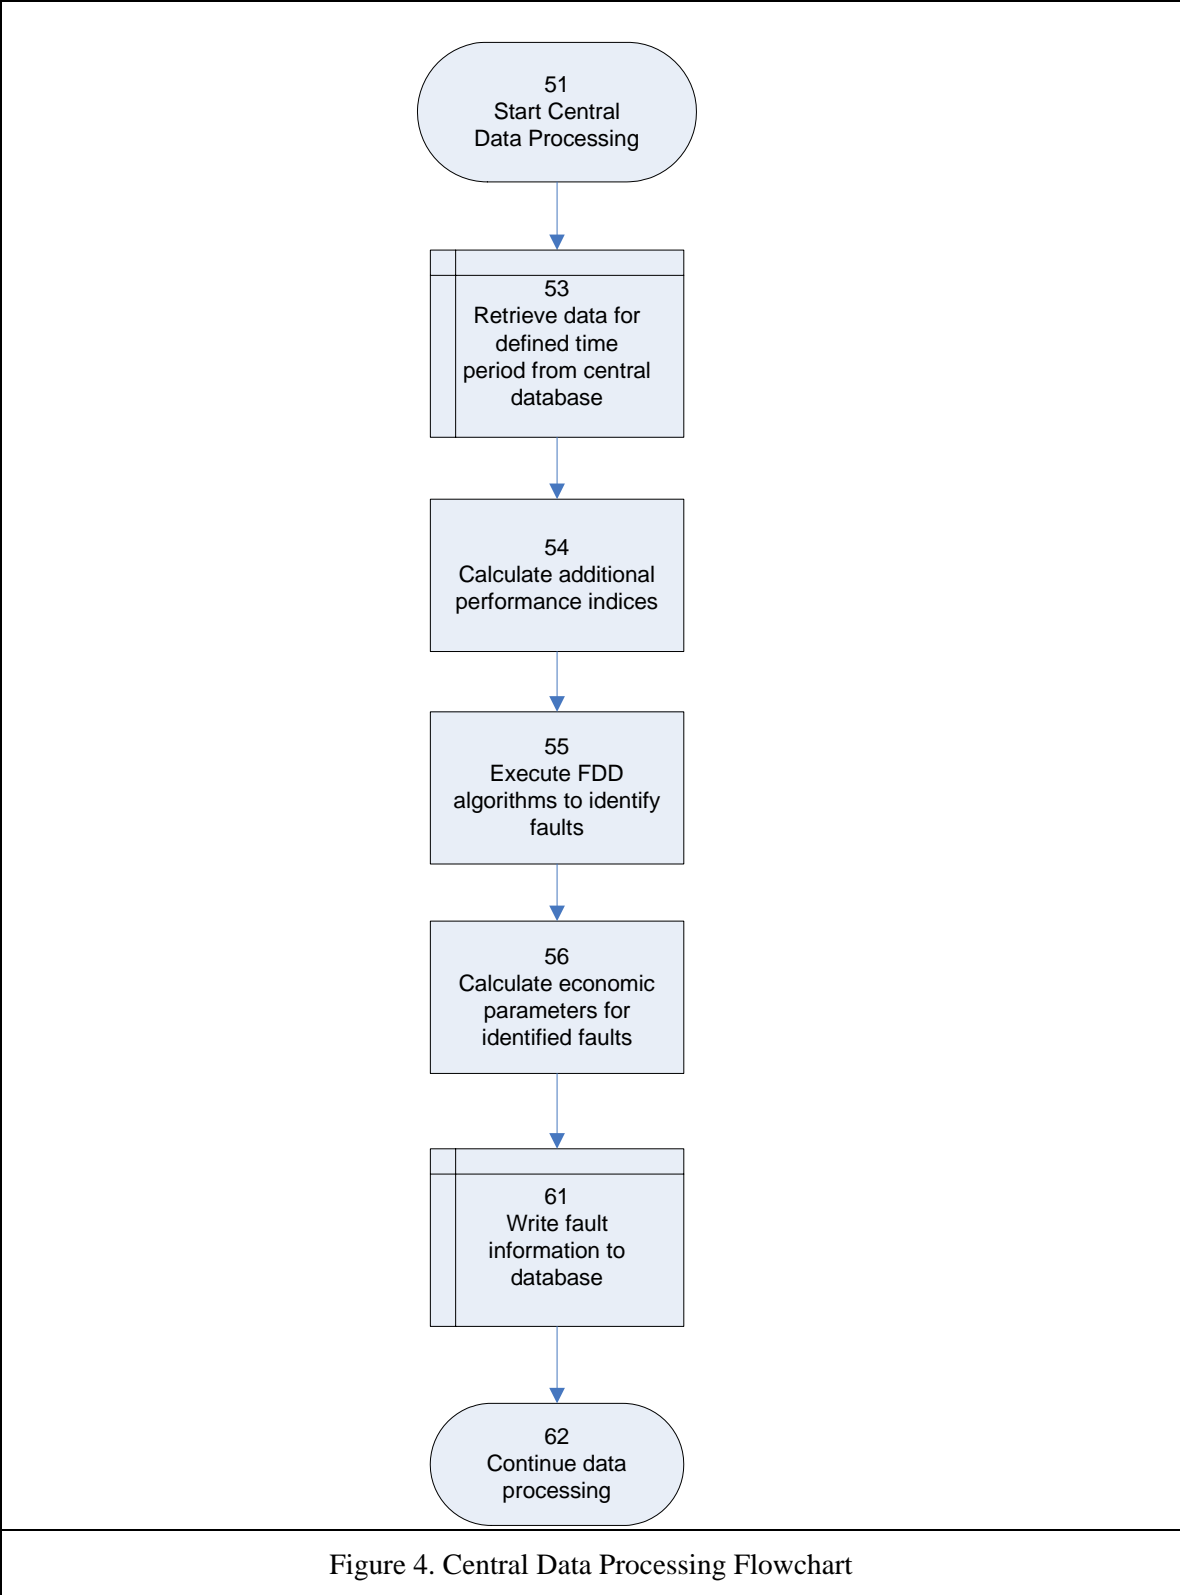 51
Start Central
Data Processing
53
Retrieve data for
defined time
period from central
database
54
Calculate additional
performance indices
55
Execute FDD
algorithms to identify
faults
56
Calculate economic
parameters for
identified faults
61
Write fault
information to
database
62
Continue data
processing
Figure 4. Central Data Processing Flowchart